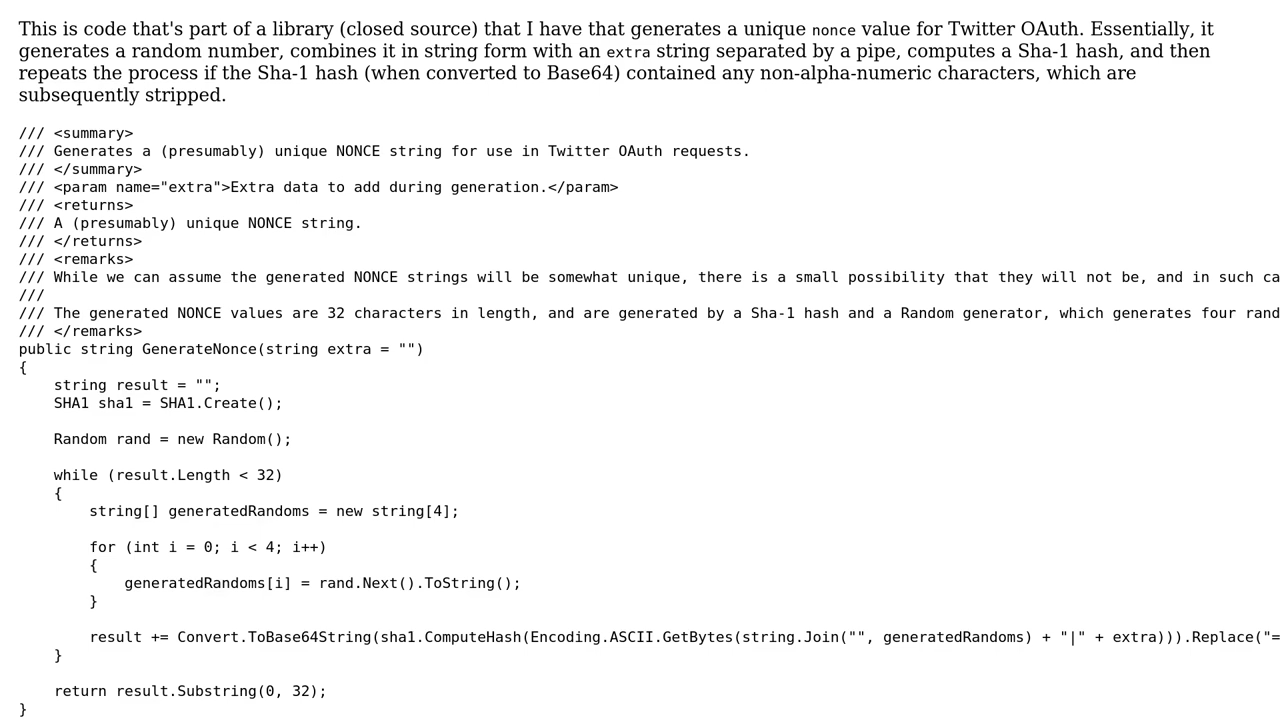 This is code that's part of a library (closed source) that I have that generates a unique nonce value for Twitter OAuth. Essentially, it
generates a random number, combines it in string form with an extra string separated by a pipe, computes a Sha-1 hash, and then
repeats the process if the Sha-1 hash (when converted to Base64) contained any non-alpha-numeric characters, which are
subsequently stripped.
/// <summary>
/// Generates a (presumably) unique NONCE string for use in Twitter OAuth requests.
/// </summary>
/// <param name="extra">Extra data to add during generation.</param>
/// <returns>
/// A (presumably) unique NONCE string.
/// </returns>
/// <remarks>
/// While we can assume the generated NONCE strings will be somewhat unique, there is a small possibility that they will not be, and in such ca
///
/// The generated NONCE values are 32 characters in length, and are generated by a Sha-1 hash and a Random generator, which generates four rand
/// </remarks>
public string GenerateNonce(string extra = "")
{
    string result = "";
    SHA1 sha1 = SHA1.Create();
    Random rand = new Random();
    while (result.Length < 32)
    {
        string[] generatedRandoms = new string[4];
        for (int i = 0; i < 4; i++)
        {
            generatedRandoms[i] = rand.Next().ToString();
        }
        result += Convert.ToBase64String(sha1.ComputeHash(Encoding.ASCII.GetBytes(string.Join("", generatedRandoms) + "|" + extra))).Replace("=
    }
    return result.Substring(0, 32);
}